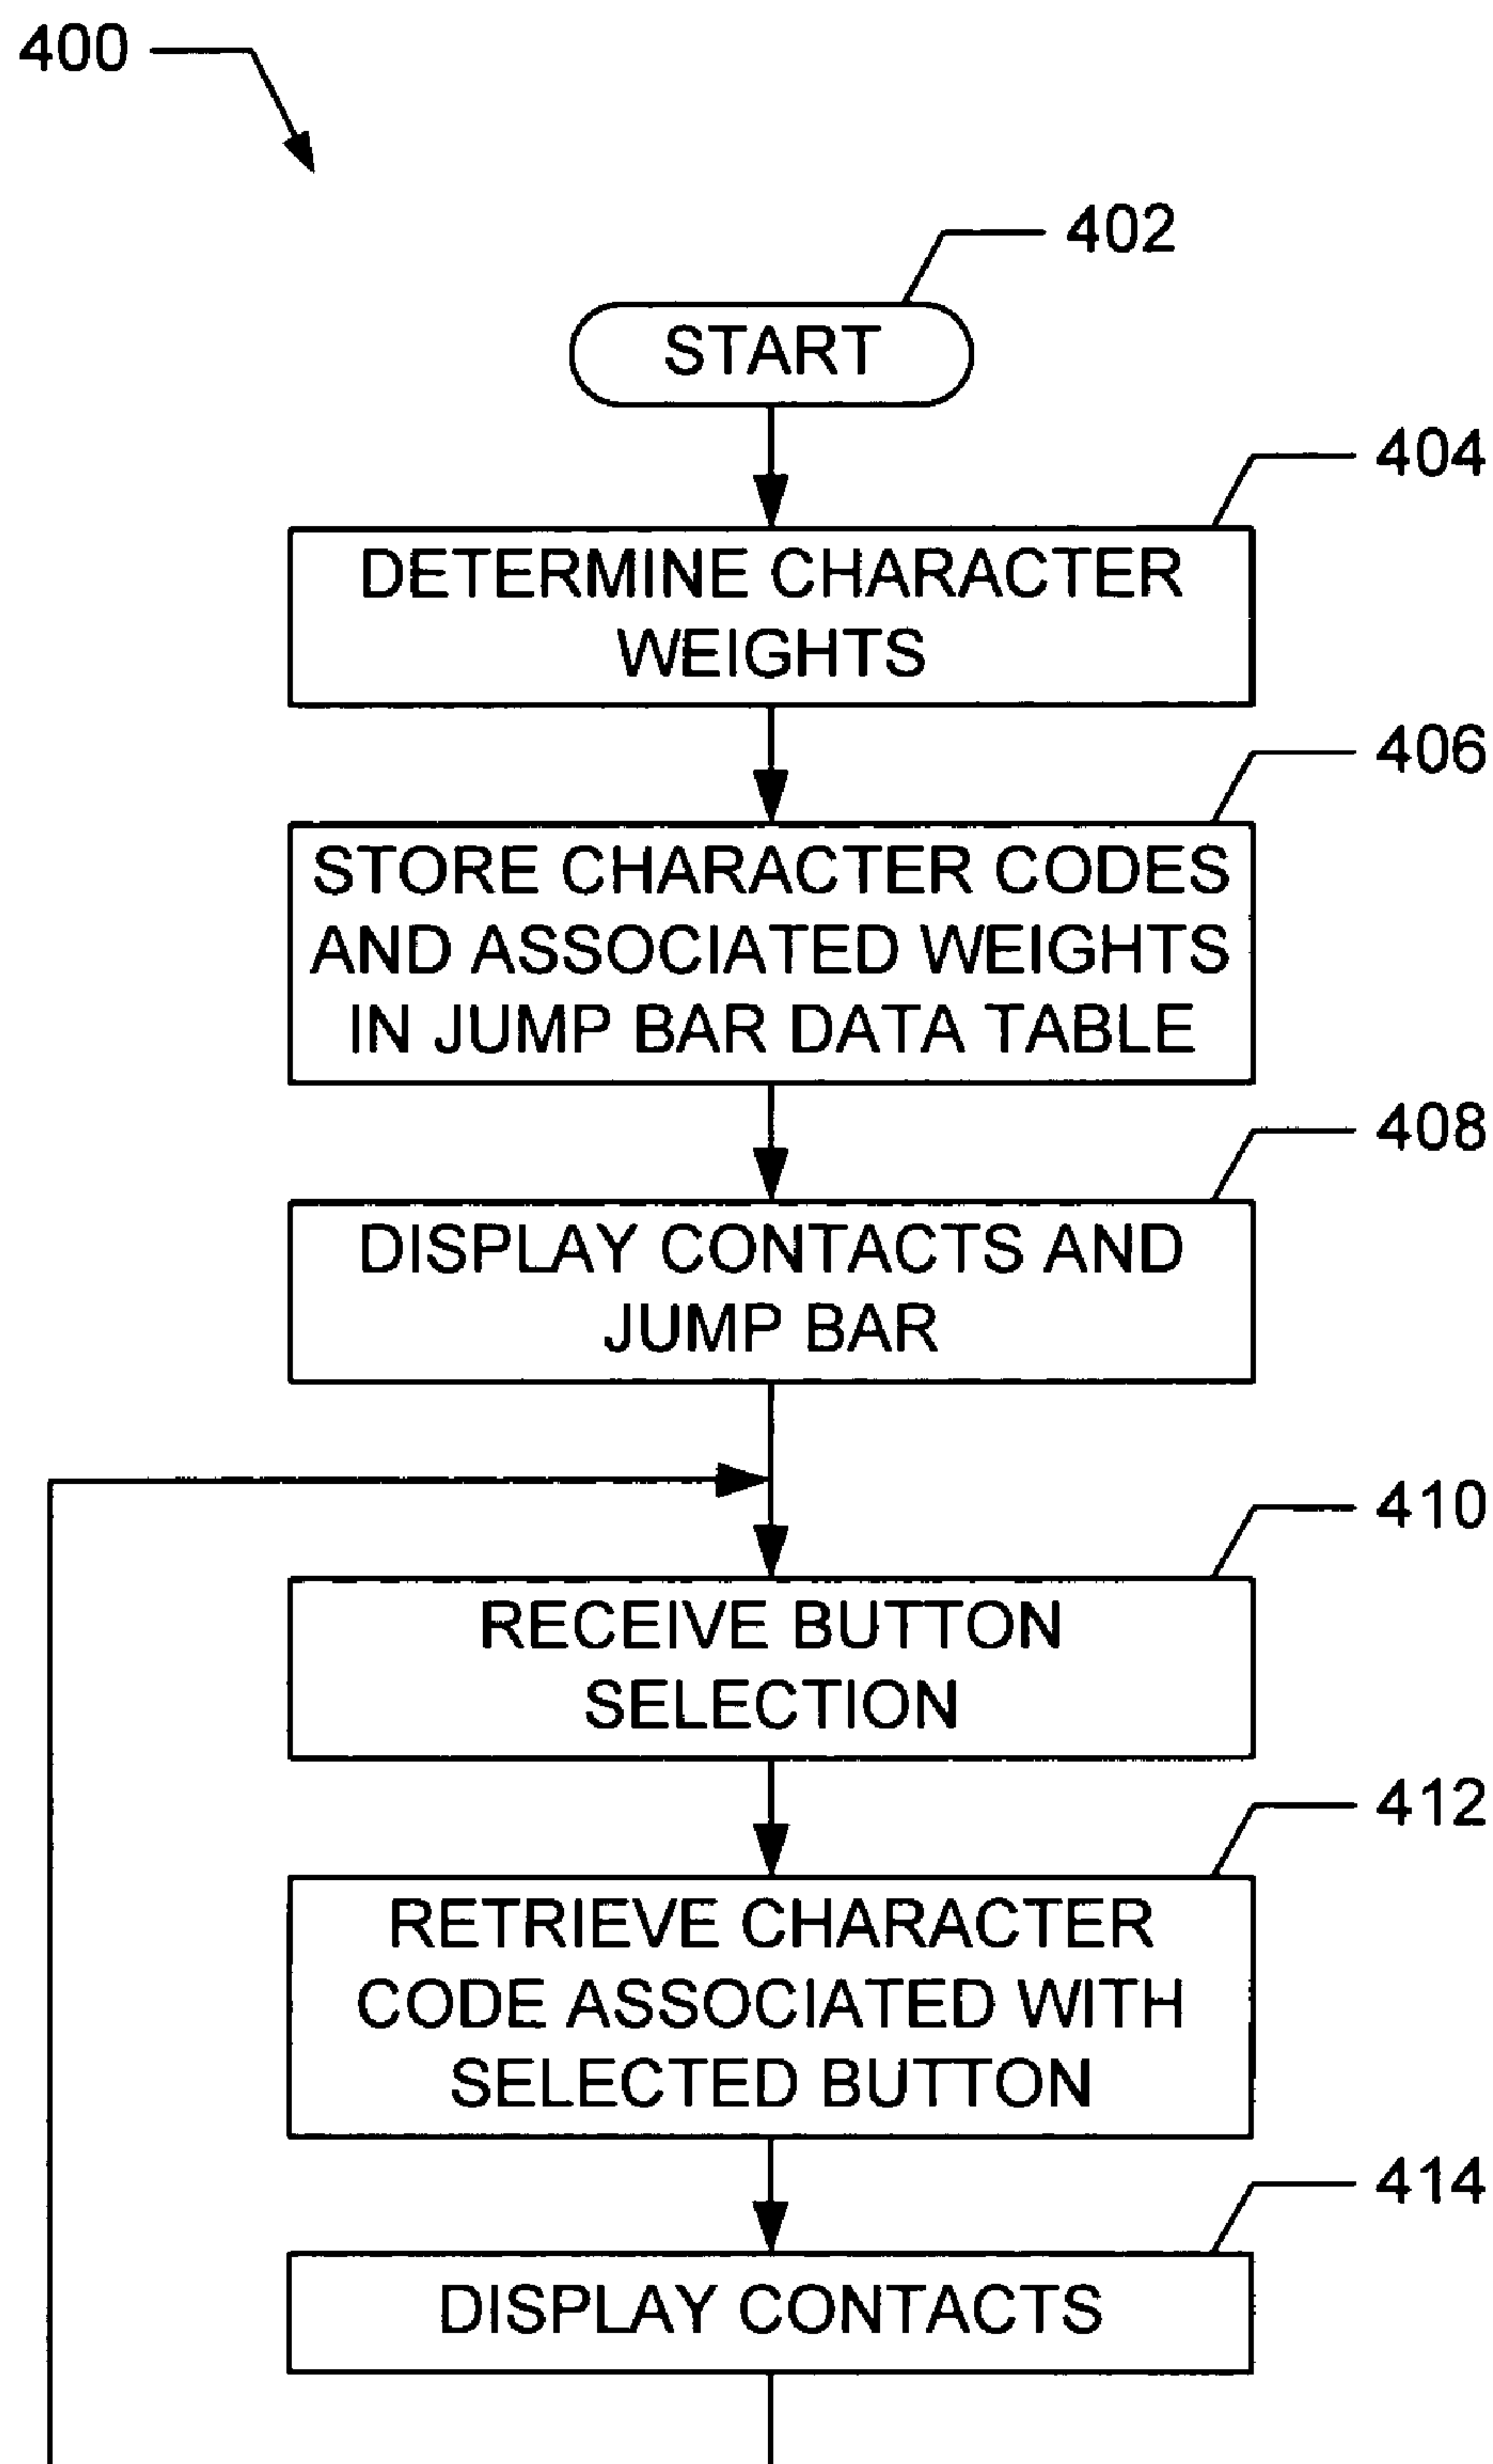 400
402
START
404
DETERMINE CHARACTER
WEIGHTS
406
STORE CHARACTER CODES
AND ASSOCIATED WEIGHTS
IN JUMP BAR DATA TABLE
408
DISPLAY CONTACTS AND
JUMP BAR
410
RECEIVE BUTTON
SELECTION
412
RETRIEVE CHARACTER
CODE ASSOCIATED WITH
SELECTED BUTTON
414
DISPLAY CONTACTS